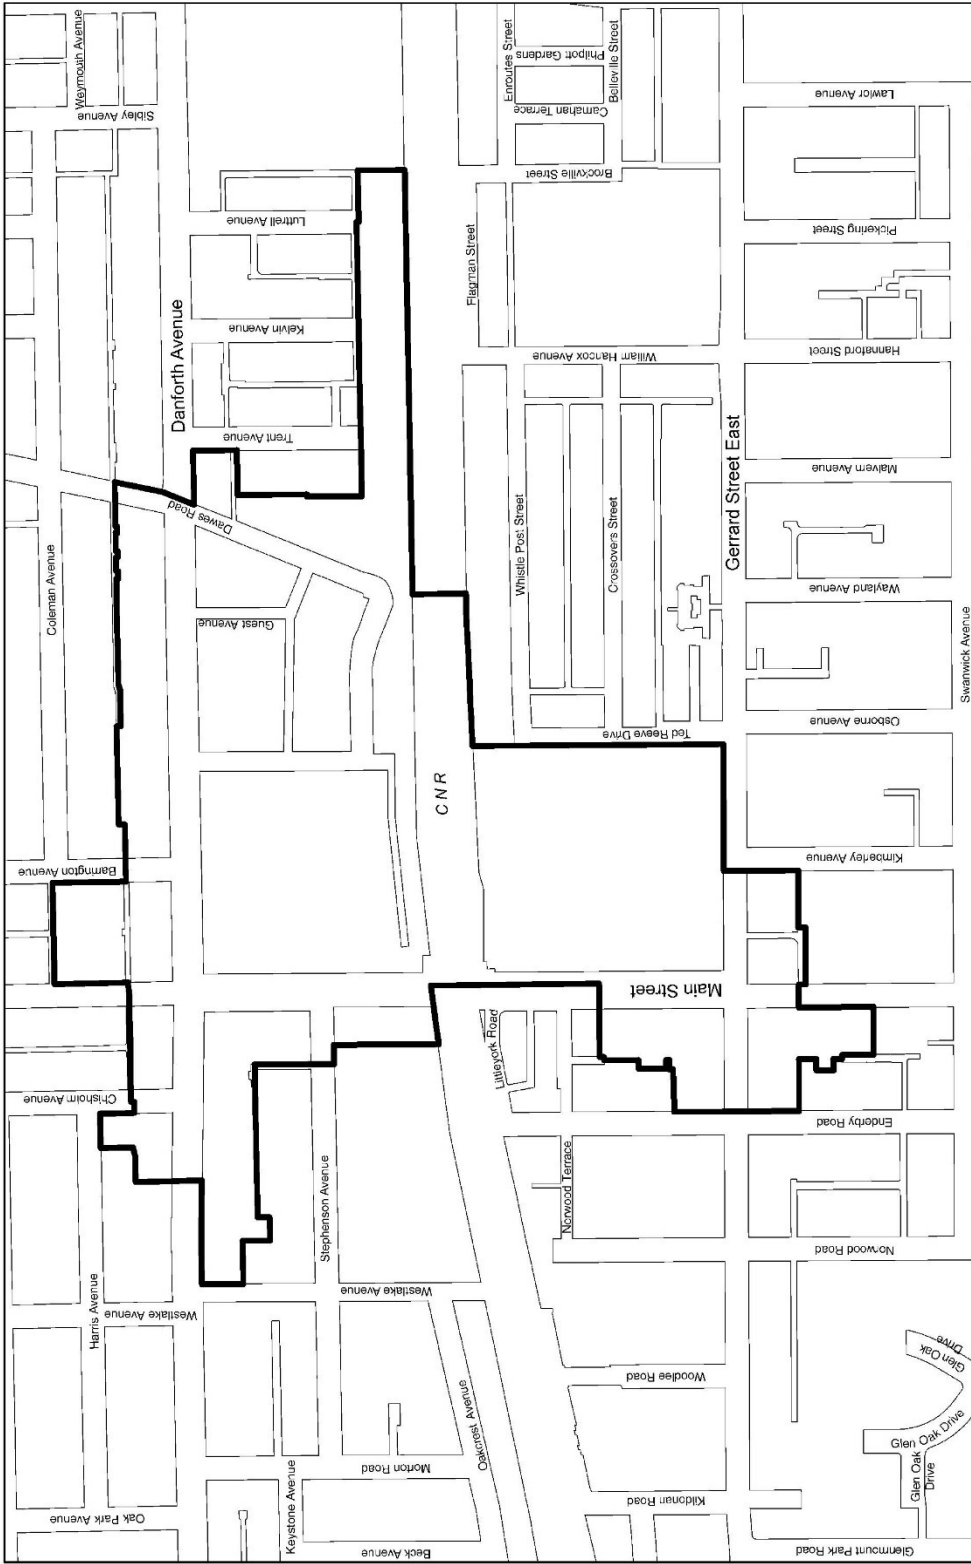 Weymouth Avenue
Sibley Avenue
Enroutes Street
Philpott Gardens
Belleville Street
Carnahan Terrace
Lawlor Avenue
Brockville Street
Luttrell Avenue
Pickering Street
Flagman Street
Danforth Avenue
Kelvin Avenue
William Hancox Avenue
Hannaford Street
Trent Avenue
Gerrard Street East
Malvern Avenue
Dawes Road
Coleman Avenue
Whistle Post Street
Crossovers Street
Wayland Avenue
Guest Avenue
Swanwick Avenue
Osborne Avenue
Ted Reeve Drive
CNR
Barrington Avenue
Kimberley Avenue
Main Street
Littleyork Road
Chisholm Avenue
Enderby Road
Stephenson Avenue
Norwood Terrace
Norwood Road
Harris Avenue
Westlake Avenue
Westlake Avenue
Glen Oak
Drive
Woodlee Road
Oakcrest Avenue
Morton Road
Glen Oak Drive
Glen Oak
Drive
Oak Park Avenue
Keystone Avenue
Beck Avenue
Kildonan Road
Glenmount Park Road